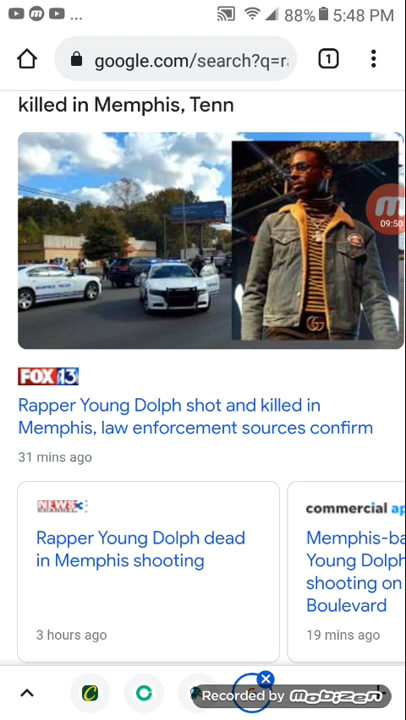 88% 5:48 PM
google.com/search?q=r
1
killed in Memphis, Tenn
09:50
FOX 13
Rapper Young Dolph shot and killed in
Memphis, law enforcement sources confirm
31 mins ago
NEWS 3
Rapper Young Dolph dead
in Memphis shooting
3 hours ago
commercial ap
Memphis-ba
Young Dolph
shooting on
Boulevard
19 mins ago
Recorded by mobizen